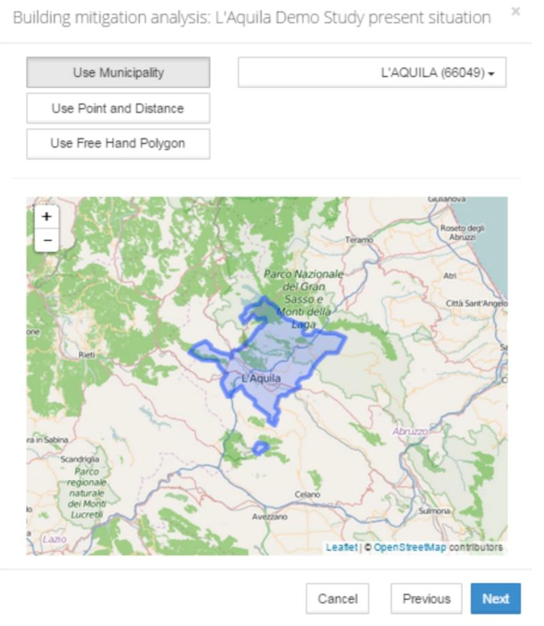 Building mitigation analysis: L'Aquila Demo Study present situation
×
Use Municipality
L'AQUILA (66049)
Use Point and Distance
Use Free Hand Polygon
+
−
Giulianova
Roseto degli
Abruzzi
Teramo
Atri
Parco Nazionale
del Gran
Sasso e
Monti della
Laga
Città Sant'Angelo
Rieti
L'Aquila
Abruzzo
ra in Sabina
Scandriglia
Parco
regionale
naturale
dei Monti
Lucretili
Celano
Avezzano
Sulmona
Lazio
Leaflet | © OpenStreetMap contributors
Cancel
Previous
Next